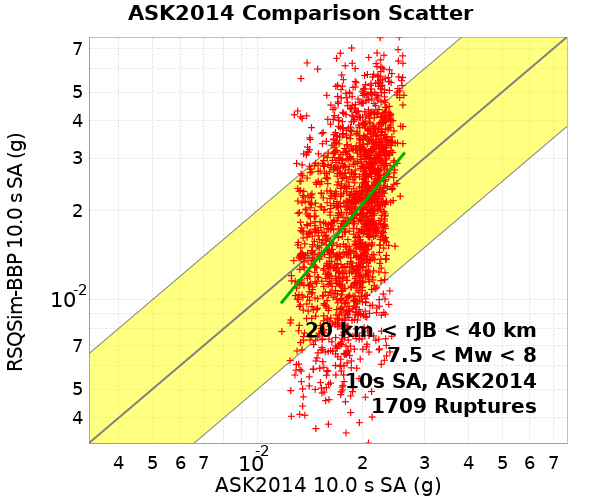 ASK2014 Comparison Scatter
RSQSim-BBP 10.0 s SA (g)
7
5
4
3
2
10-2
7
5
4
20 km < rJB < 40 km
7.5 < Mw < 8
10s SA, ASK2014
1709 Ruptures
4 5 6 7 10-2 2 3 4 5 6 7
ASK2014 10.0 s SA (g)